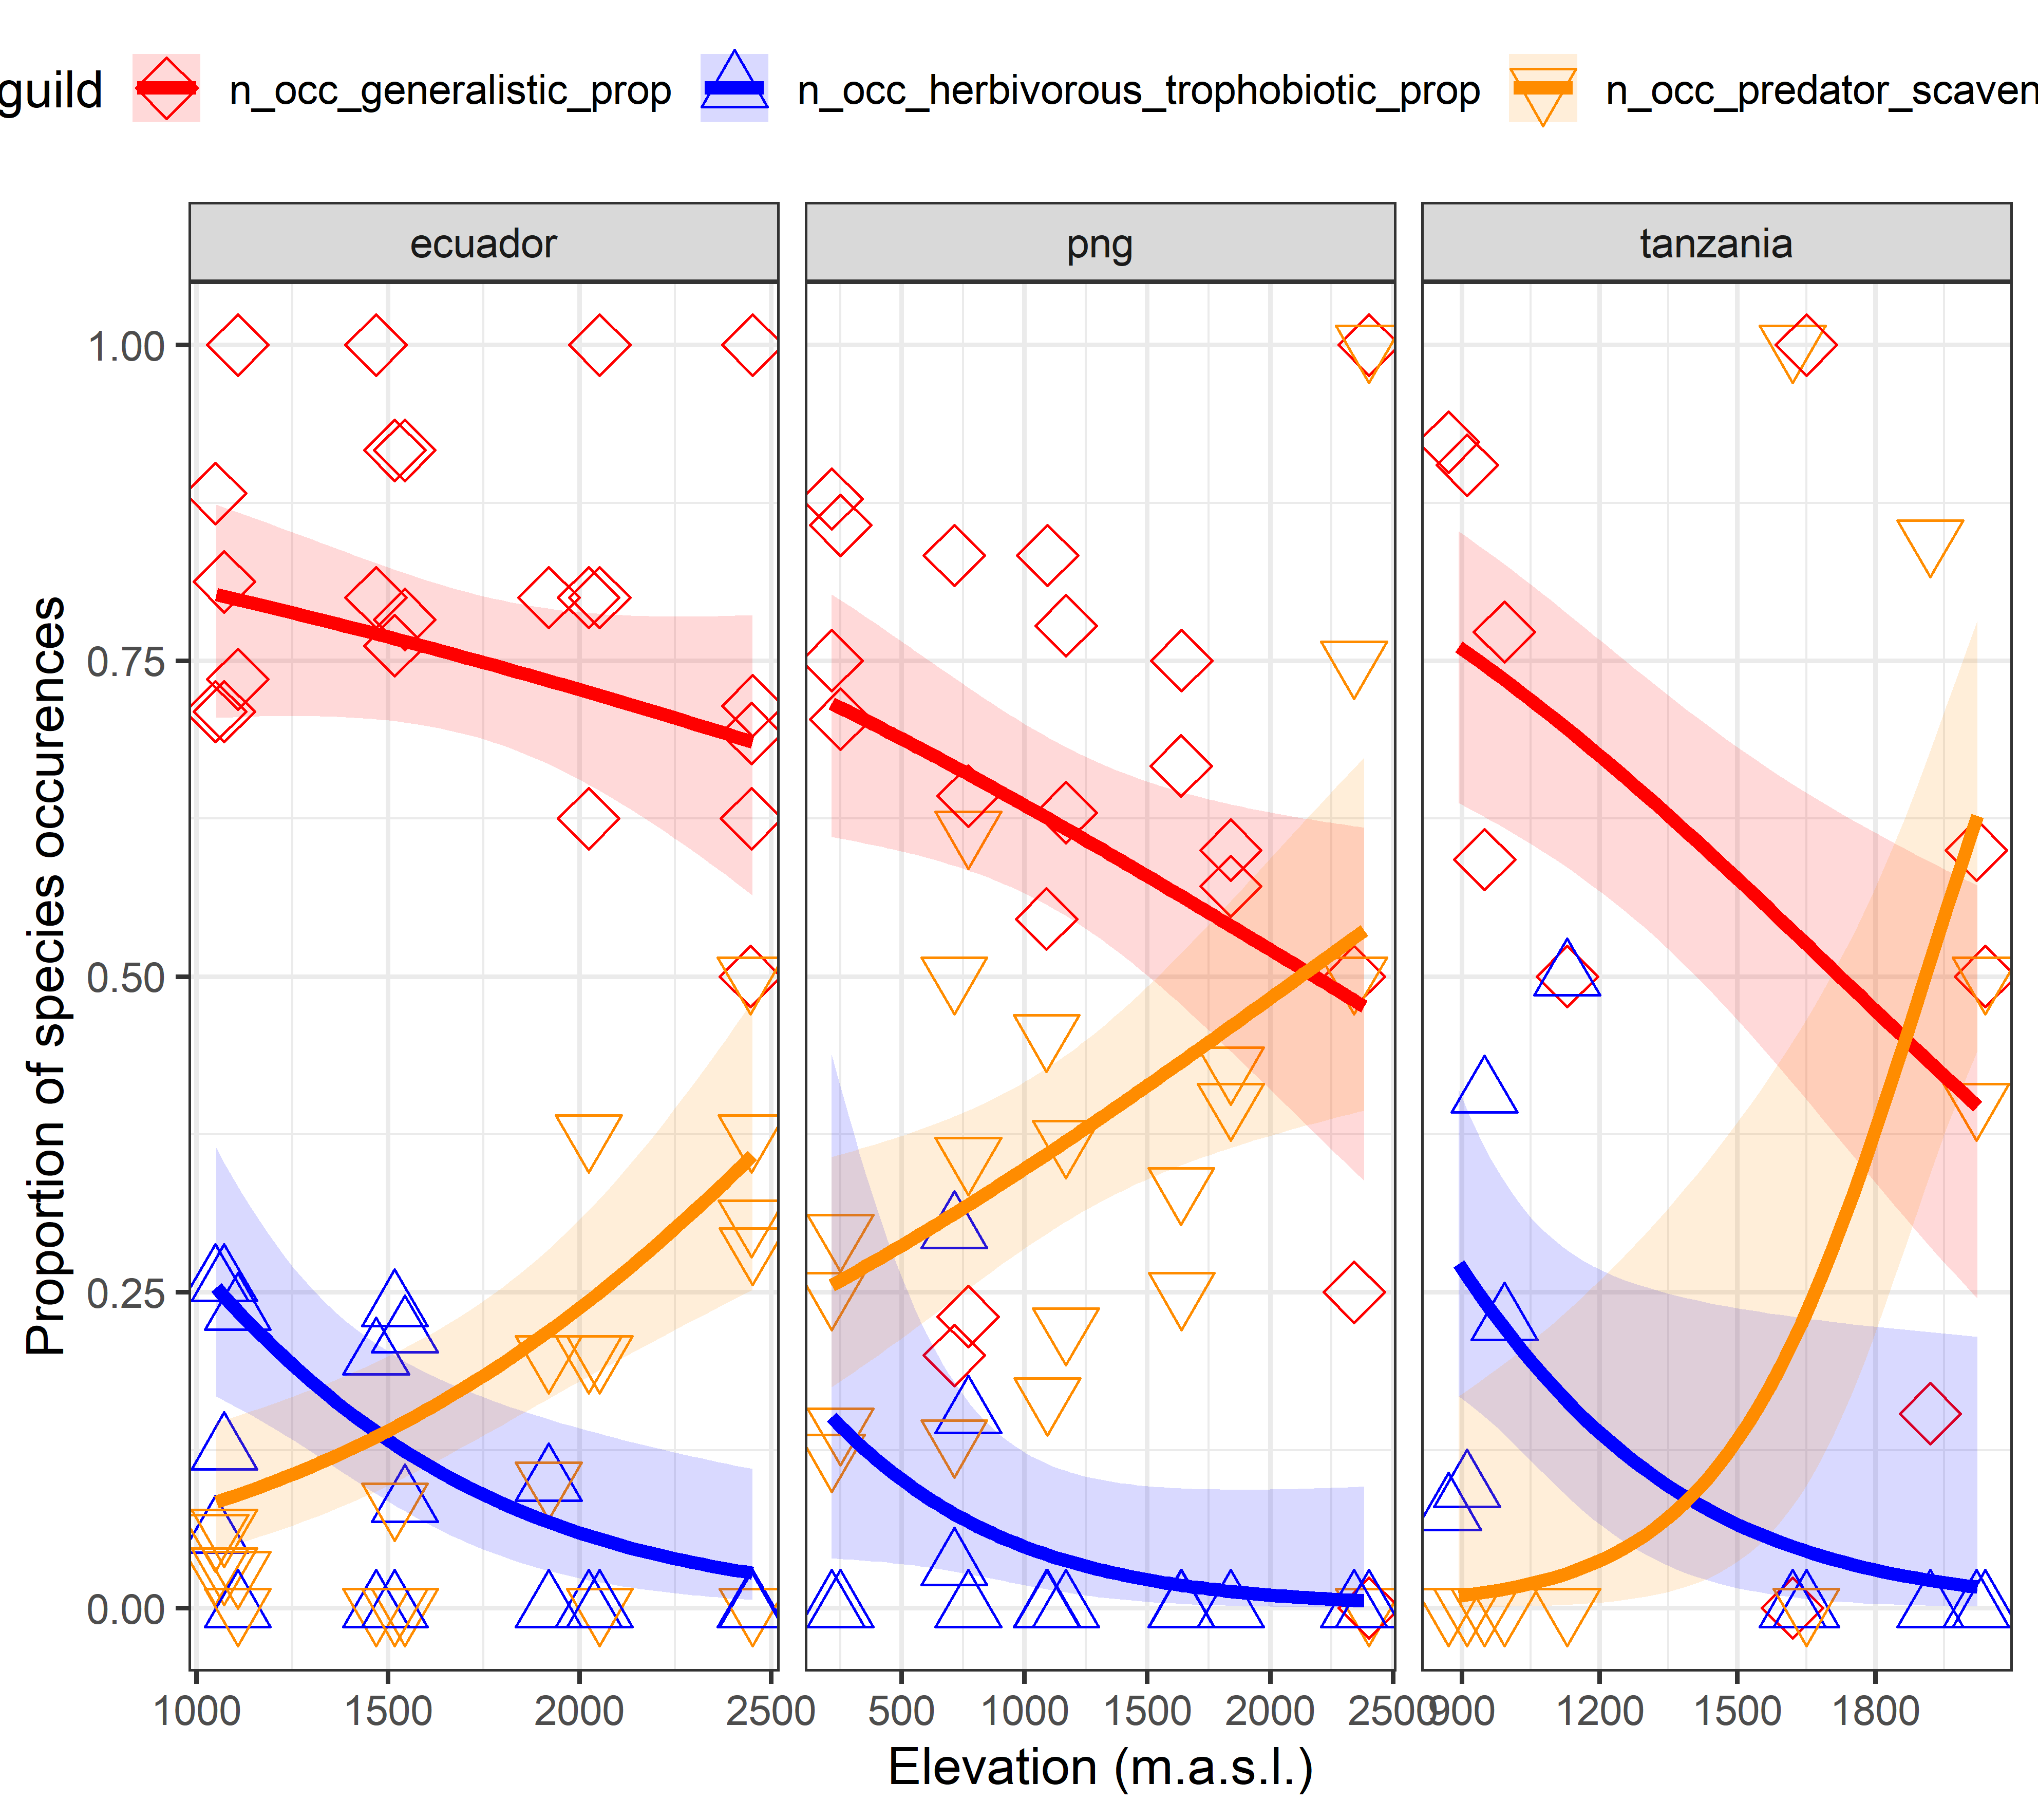 guild n_occ_generalistic_prop n_occ_herbivorous_trophobiotic_prop n_occ_predator_scaven
ecuador png tanzania
1.00
0.75
0.50
0.25
0.00
Proportion of species occurences
1000 1500 2000 2500 500 1000 1500 2000 2500 900 1200 1500 1800
Elevation (m.a.s.l.)